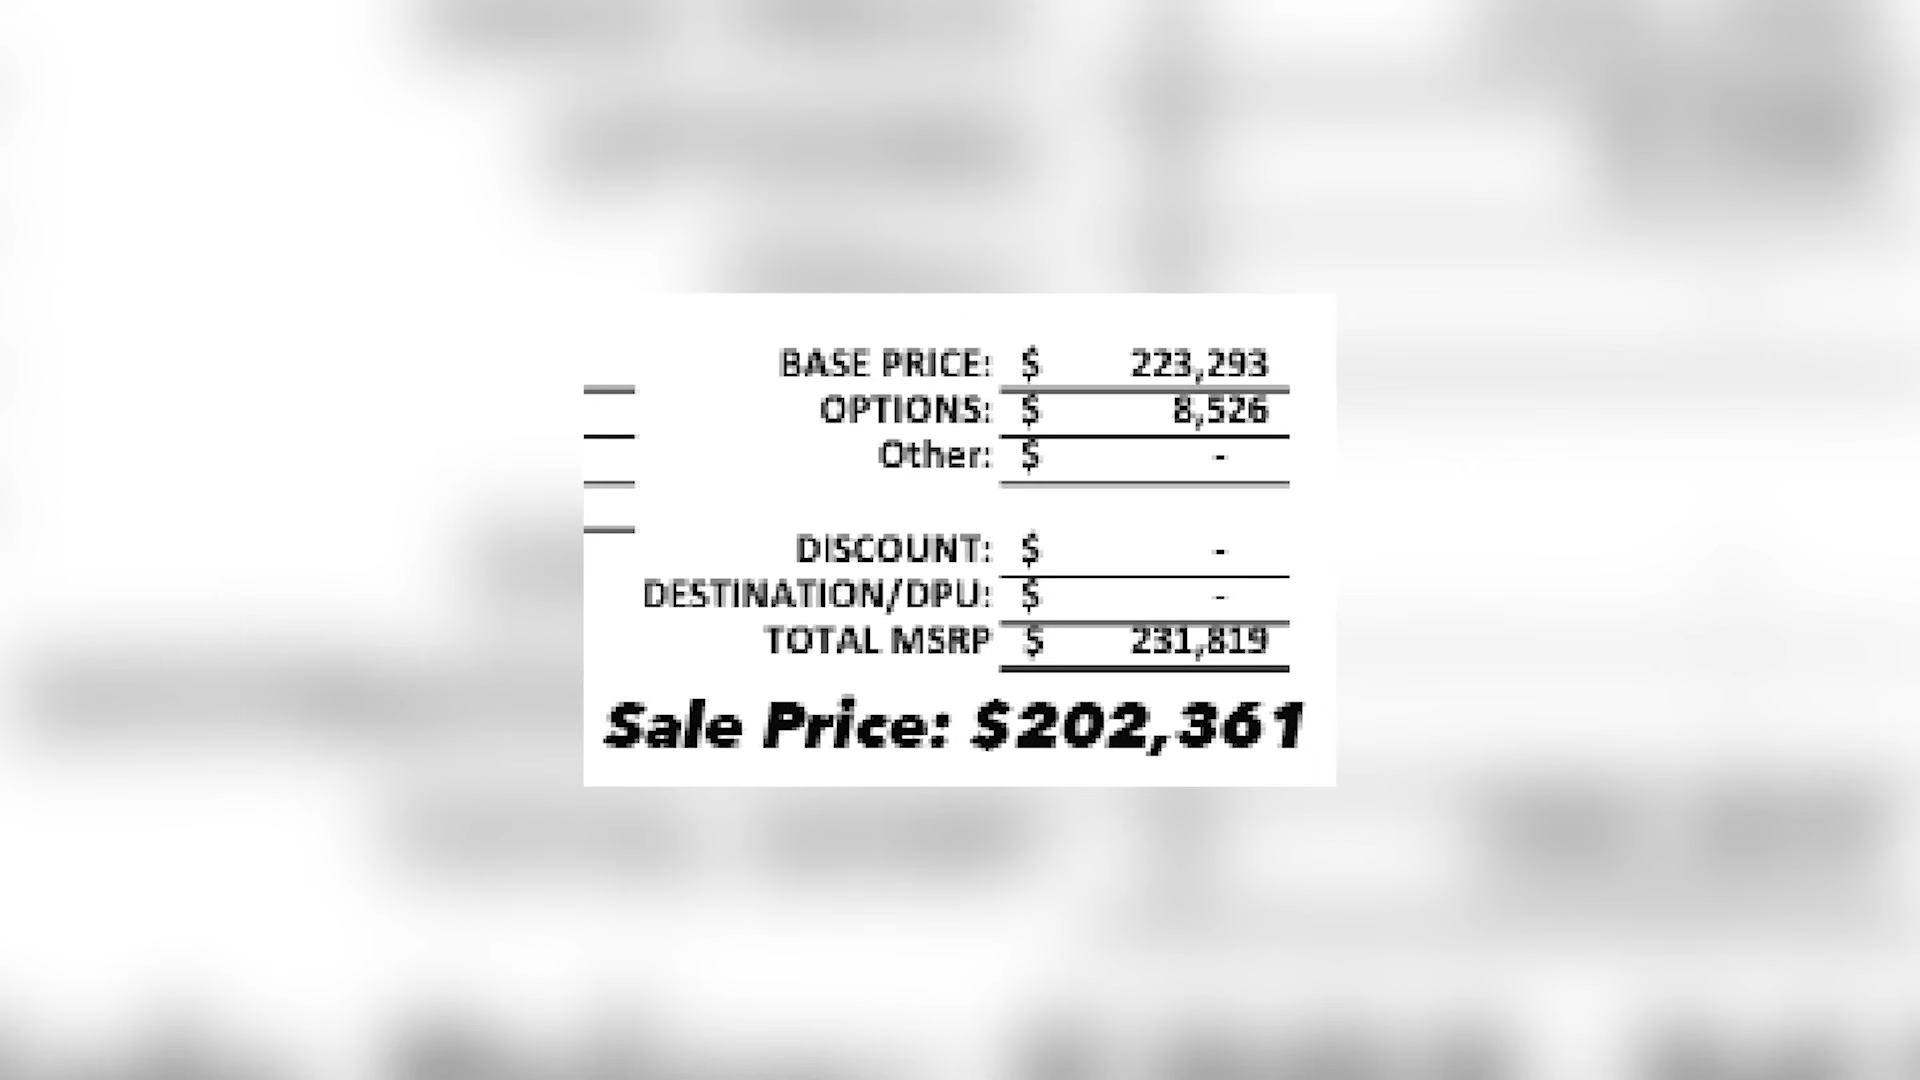 BASE PRICE: $ 223,293
OPTIONS: $ 8,526
Other: $ -
DISCOUNT: $ -
DESTINATION/DPU: $ -
TOTAL MSRP $ 231,819
Sale Price: $202,361